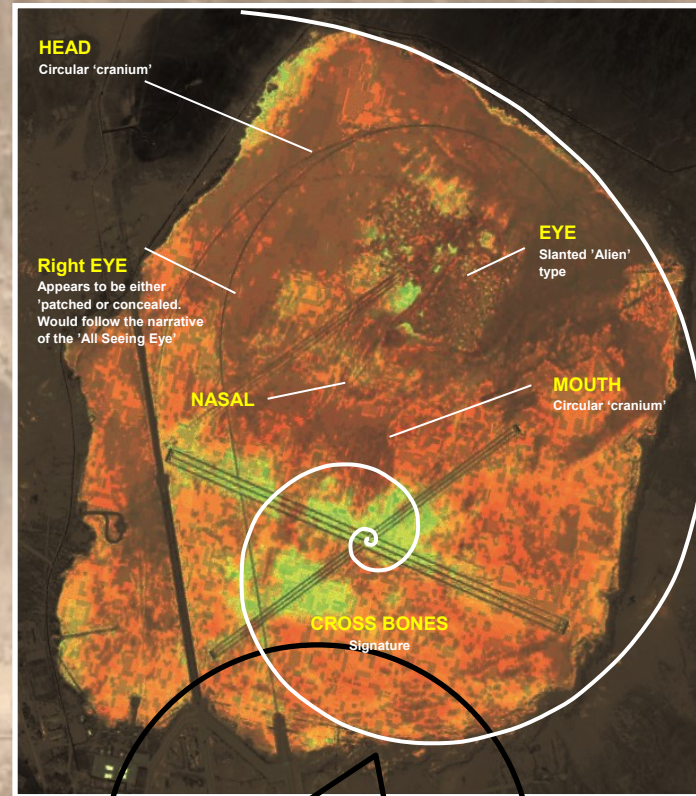 HEAD
Circular ‘cranium’
EYE
Slanted ’Alien’
type
Right EYE
Appears to be either
’patched or concealed.
Would follow the narrative
of the ’All Seeing Eye’
NASAL
MOUTH
Circular ‘cranium’
CROSS BONES
Signature